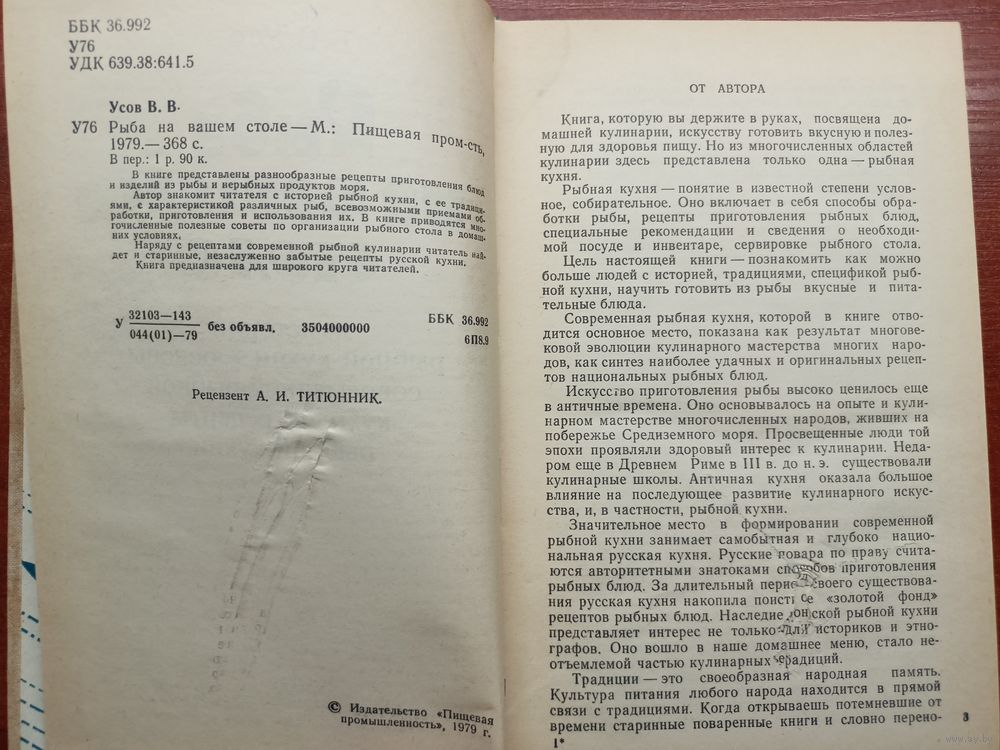 ББК 36.992
У76
УДК 639.38:641.5
Усов В. В.
У76 Рыба на вашем столе — М.: Пищевая пром-сть,
1979.— 368 с.
В пер.: 1 р. 90 к.
В книге представлены разнообразные рецепты приготовления блюд
и изделий из рыбы и нерыбных продуктов моря.
Автор знакомит читателя с историей рыбной кухни, с ее традици-
ями, с характеристикой различных рыб, всевозможными приемами об-
работки, приготовления и использования их. В книге приводятся мно-
гочисленные полезные советы по организации рыбного стола в домаш-
них условиях.
Наряду с рецептами современной рыбной кулинарии читатель най-
дет и старинные, незаслуженно забытые рецепты русской кухни.
Книга предназначена для широкого круга читателей.
У 32103—143
044(01)—79 без объявл. 3504000000
ББК 36.992
6П8.9
Рецензент А. И. ТИТЮННИК.
© Издательство «Пищевая
промышленность», 1979 г.
ОТ АВТОРА
Книга, которую вы держите в руках, посвящена до-
машней кулинарии, искусству готовить вкусную и полез-
ную для здоровья пищу. Но из многочисленных областей
кулинарии здесь представлена только одна — рыбная
кухня.
Рыбная кухня — понятие в известной степени услов-
ное, собирательное. Оно включает в себя способы обра-
ботки рыбы, рецепты приготовления рыбных блюд,
специальные рекомендации и сведения о необходи-
мой посуде и инвентаре, сервировке рыбного стола.
Цель настоящей книги — познакомить как можно
больше людей с историей, традициями, спецификой рыб-
ной кухни, научить готовить из рыбы вкусные и пита-
тельные блюда.
Современная рыбная кухня, которой в книге отво-
дится основное место, показана как результат многове-
ковой эволюции кулинарного мастерства многих наро-
дов, как синтез наиболее удачных и оригинальных рецеп-
тов национальных рыбных блюд.
Искусство приготовления рыбы высоко ценилось еще
в античные времена. Оно основывалось на опыте и кули-
нарном мастерстве многочисленных народов, живших на
побережье Средиземного моря. Просвещенные люди той
эпохи проявляли здоровый интерес к кулинарии. Неда-
ром еще в Древнем Риме в III в. до н. э. существовали
кулинарные школы. Античная кухня оказала большое
влияние на последующее развитие кулинарного искус-
ства, и, в частности, рыбной кухни.
Значительное место в формировании современной
рыбной кухни занимает самобытная и глубоко нацио-
нальная русская кухня. Русские повара по праву счита-
ются авторитетными знатоками способов приготовления
рыбных блюд. За длительный период своего существова-
ния русская кухня накопила «золотой фонд»
рецептов рыбных блюд. Наследие рыбной кухни
представляет интерес не только для историков и этно-
графов. Оно вошло в наше домашнее меню, стало не-
отъемлемой частью кулинарных традиций.
Традиции — это своеобразная народная память.
Культура питания любого народа находится в прямой
связи с традициями. Когда открываешь потемневшие от
времени старинные поваренные книги и словно перено-
1*
3